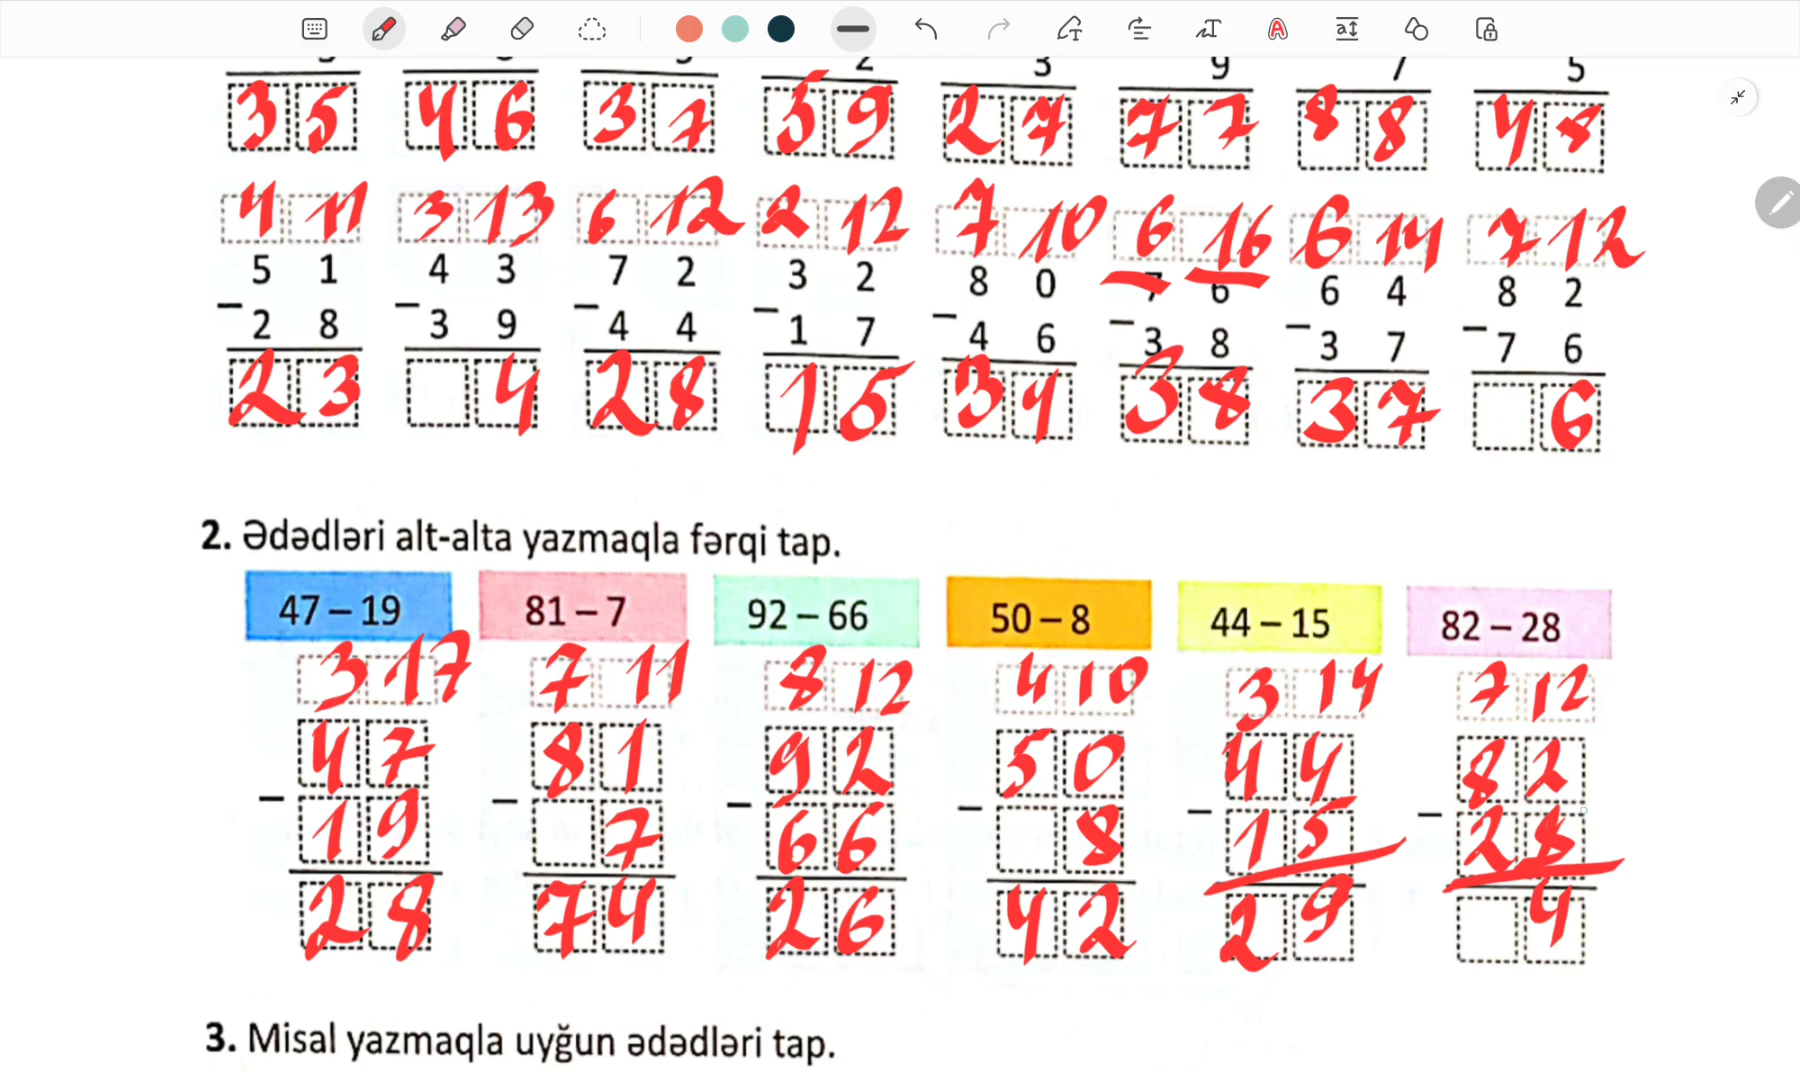 2 3 9 7 5
3 5 4 6 3 7 5 9 2 7 7 7 8 8 4 8
4 11 3 13 6 12 2 12 7 10 6 16 6 14 7 12
5 1 4 3 7 2 3 2 8 0 7 6 6 4 8 2
− 2 8 − 3 9 − 4 4 − 1 7 − 4 6 − 3 8 − 3 7 − 7 6
2 3 4 2 8 1 5 3 4 3 8 3 7 6
2. Ədədləri alt-alta yazmaqla fərqi tap.
47 – 19 81 – 7 92 – 66 50 – 8 44 – 15 82 – 28
3 17 7 11 8 12 4 10 3 14 7 12
4 7 8 1 9 2 5 0 4 4 8 2
− 1 9 − 7 − 6 6 − 8 − 1 5 − 2 8
2 8 7 4 2 6 4 2 2 9 4
3. Misal yazmaqla uyğun ədədləri tap.